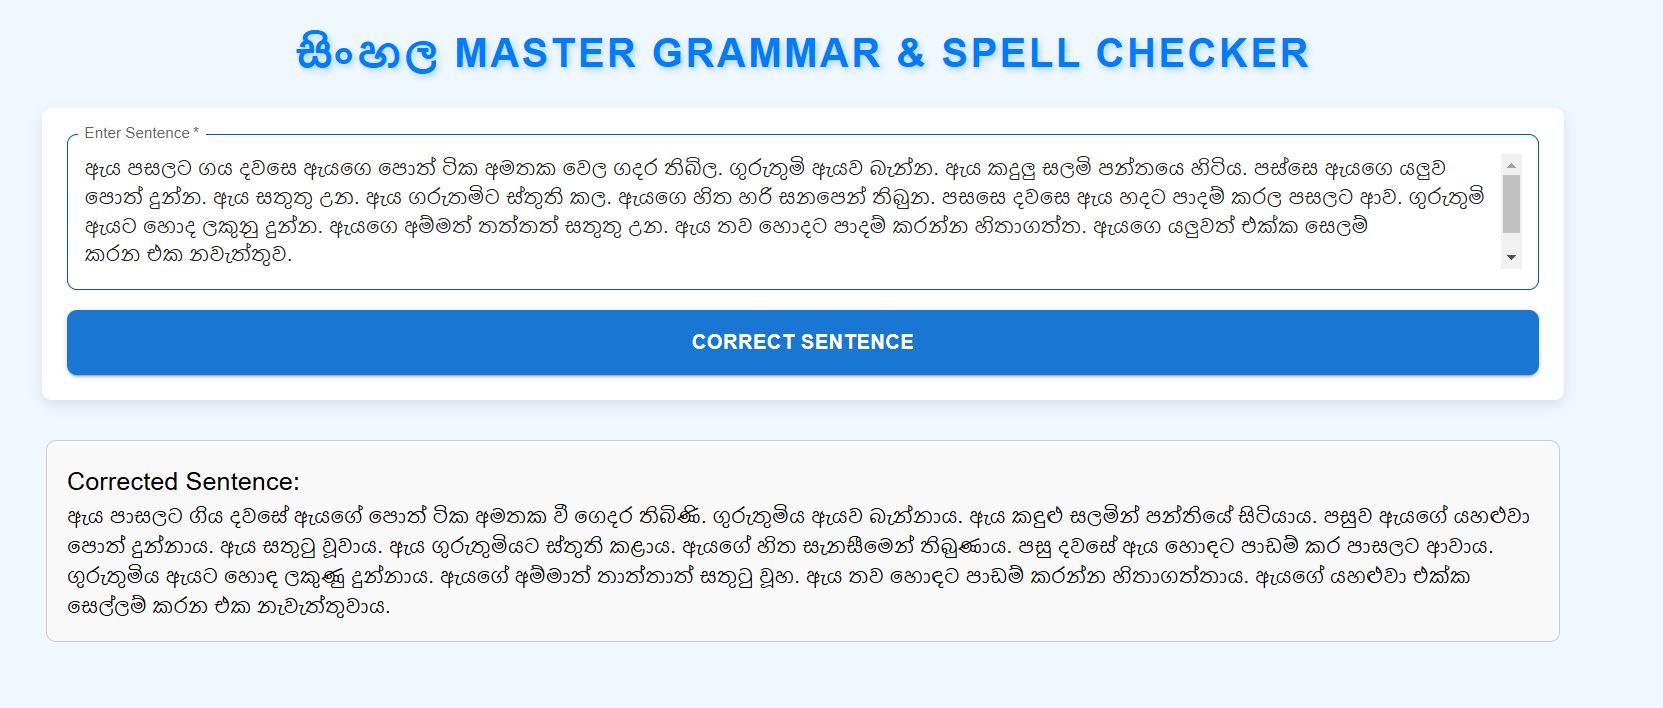 සිංහල MASTER GRAMMAR & SPELL CHECKER
Enter Sentence *
ඇය පසලට ගය දවසෙ ඇයගෙ පොත් ටික අමතක වෙල ගදර තිබිල. ගුරුතුමි ඇයව බැන්න. ඇය කදුලු සලමි පන්තයෙ හිටිය. පස්සෙ ඇයගෙ යලුව
පොත් දුන්න. ඇය සතුතු උන. ඇය ගරුතමිට ස්තුති කල. ඇයගෙ හිත හරි සනපෙන් තිබුන. පසසෙ දවසෙ ඇය හදට පාදම් කරල පසලට ආව. ගුරුතුමි
ඇයට හොද ලකුනු දුන්න. ඇයගෙ අම්මත් තත්තත් සතුතු උන. ඇය තව හොදට පාදම් කරන්න හිතාගත්ත. ඇයගෙ යලුවත් එක්ක සෙලම්
කරන එක නවැත්තුව.
CORRECT SENTENCE
Corrected Sentence:
ඇය පාසලට ගිය දවසේ ඇයගේ පොත් ටික අමතක වී ගෙදර තිබිණි. ගුරුතුමිය ඇයව බැන්නාය. ඇය කඳුළු සලමින් පන්තියේ සිටියාය. පසුව ඇයගේ යහළුවා
පොත් දුන්නාය. ඇය සතුටු වූවාය. ඇය ගුරුතුමියට ස්තුති කළාය. ඇයගේ හිත සැනසීමෙන් තිබුණාය. පසු දවසේ ඇය හොඳට පාඩම් කර පාසලට ආවාය.
ගුරුතුමිය ඇයට හොඳ ලකුණු දුන්නාය. ඇයගේ අම්මාත් තාත්තාත් සතුටු වූහ. ඇය තව හොඳට පාඩම් කරන්න හිතාගත්තාය. ඇයගේ යහළුවා එක්ක
සෙල්ලම් කරන එක නැවැත්තුවාය.